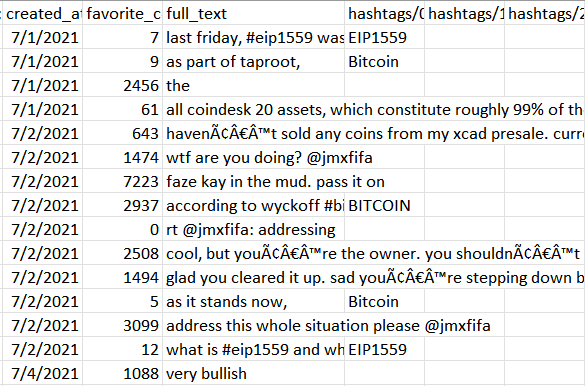 created_at favorite_c full_text hashtags/0 hashtags/1 hashtags/2
7/1/2021 7 last friday, #eip1559 was EIP1559
7/1/2021 9 as part of taproot, Bitcoin
7/1/2021 2456 the
7/1/2021 61 all coindesk 20 assets, which constitute roughly 99% of the
7/2/2021 643 havenÃ¢Â€Â™t sold any coins from my xcad presale. curre
7/2/2021 1474 wtf are you doing? @jmxfifa
7/2/2021 7223 faze kay in the mud. pass it on
7/2/2021 2937 according to wyckoff #bi BITCOIN
7/2/2021 0 rt @jmxfifa: addressing
7/2/2021 2508 cool, but youÃ¢Â€Â™re the owner. you shouldnÃ¢Â€Â™t
7/2/2021 1494 glad you cleared it up. sad youÃ¢Â€Â™re stepping down b
7/2/2021 5 as it stands now, Bitcoin
7/2/2021 3099 address this whole situation please @jmxfifa
7/2/2021 12 what is #eip1559 and wh EIP1559
7/4/2021 1088 very bullish